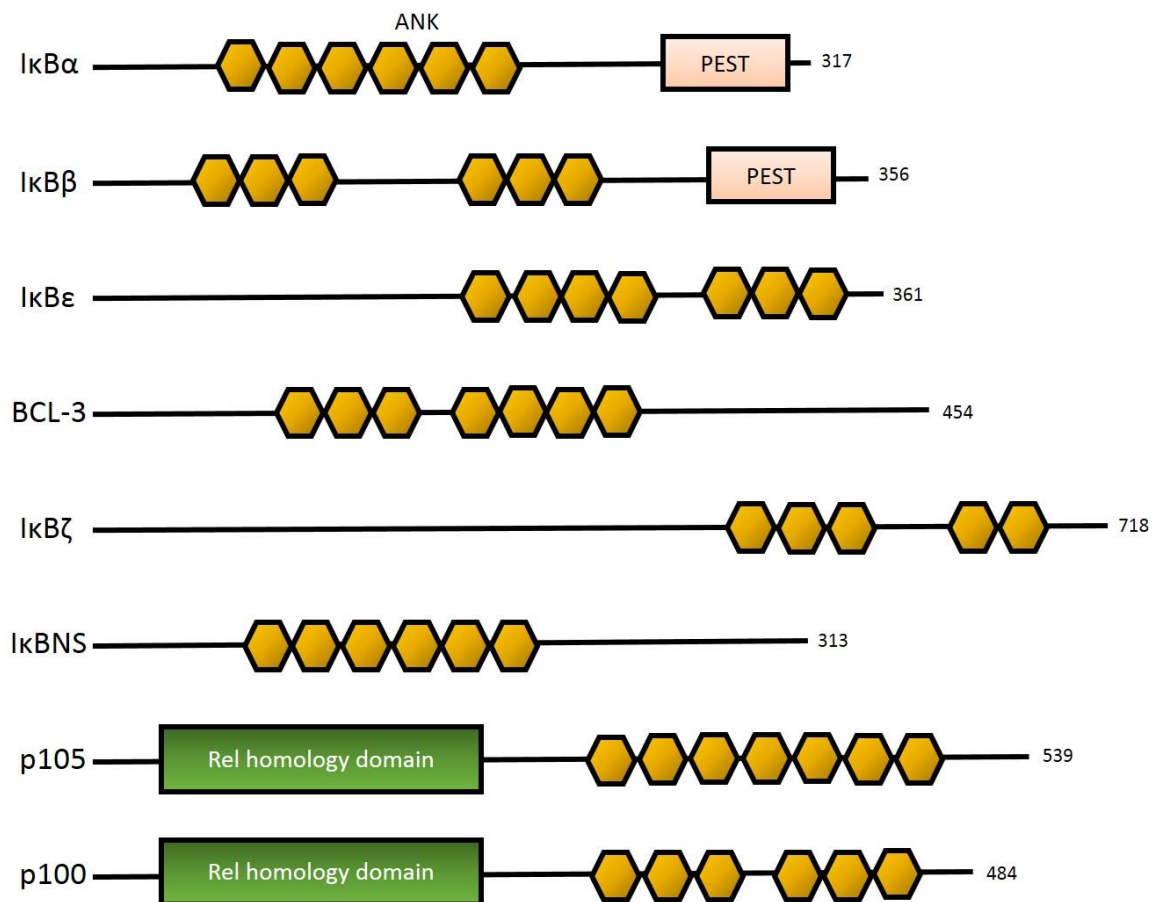 ANK
IκBα PEST 317
IκBβ PEST 356
IκBε 361
BCL-3 454
IκBζ 718
IκBNS 313
p105 Rel homology domain 539
p100 Rel homology domain 484